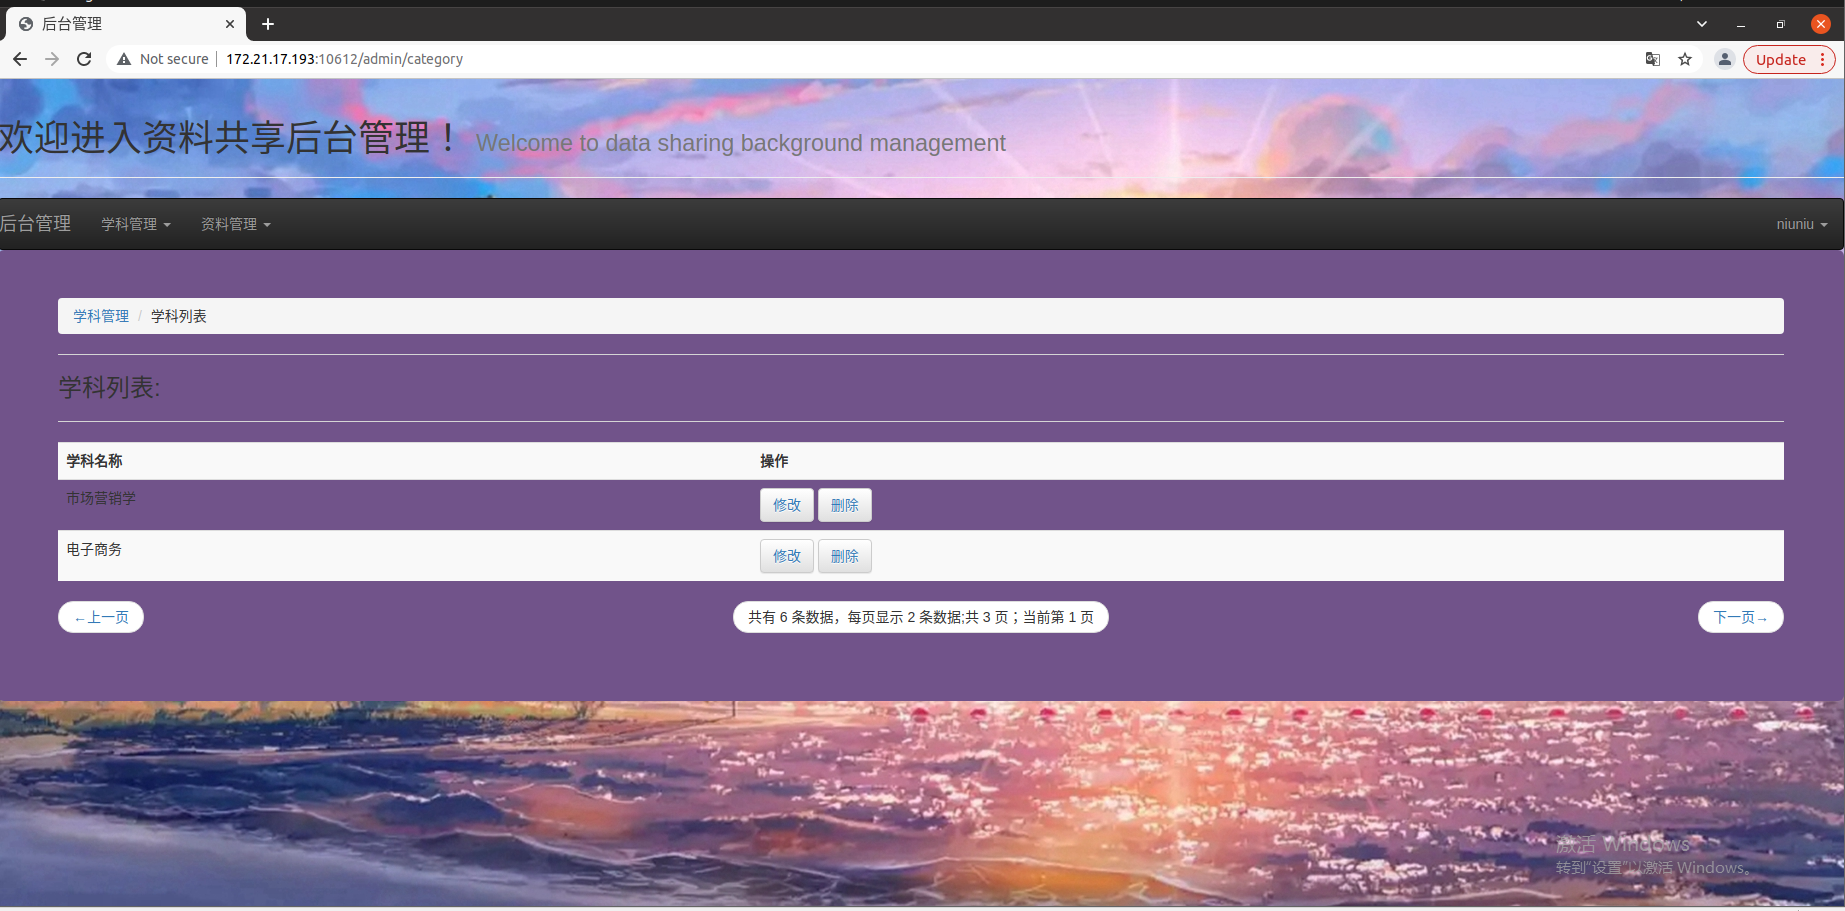 后台管理
Not secure 172.21.17.193:10612/admin/category
Update
欢迎进入资料共享后台管理！ Welcome to data sharing background management
后台管理 学科管理 资料管理 niuniu
学科管理 / 学科列表
学科列表:
学科名称 操作
市场营销学 修改 删除
电子商务 修改 删除
←上一页 共有 6 条数据，每页显示 2 条数据;共 3 页；当前第 1 页 下一页→
激活 Windows
转到"设置"以激活 Windows。